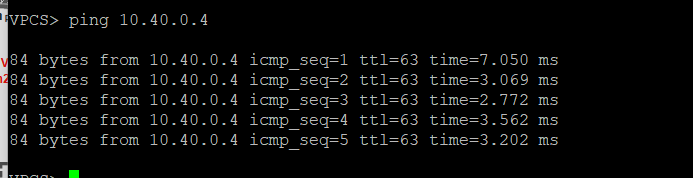 VPCS> ping 10.40.0.4
84 bytes from 10.40.0.4 icmp_seq=1 ttl=63 time=7.050 ms
84 bytes from 10.40.0.4 icmp_seq=2 ttl=63 time=3.069 ms
84 bytes from 10.40.0.4 icmp_seq=3 ttl=63 time=2.772 ms
84 bytes from 10.40.0.4 icmp_seq=4 ttl=63 time=3.562 ms
84 bytes from 10.40.0.4 icmp_seq=5 ttl=63 time=3.202 ms
VPCS>